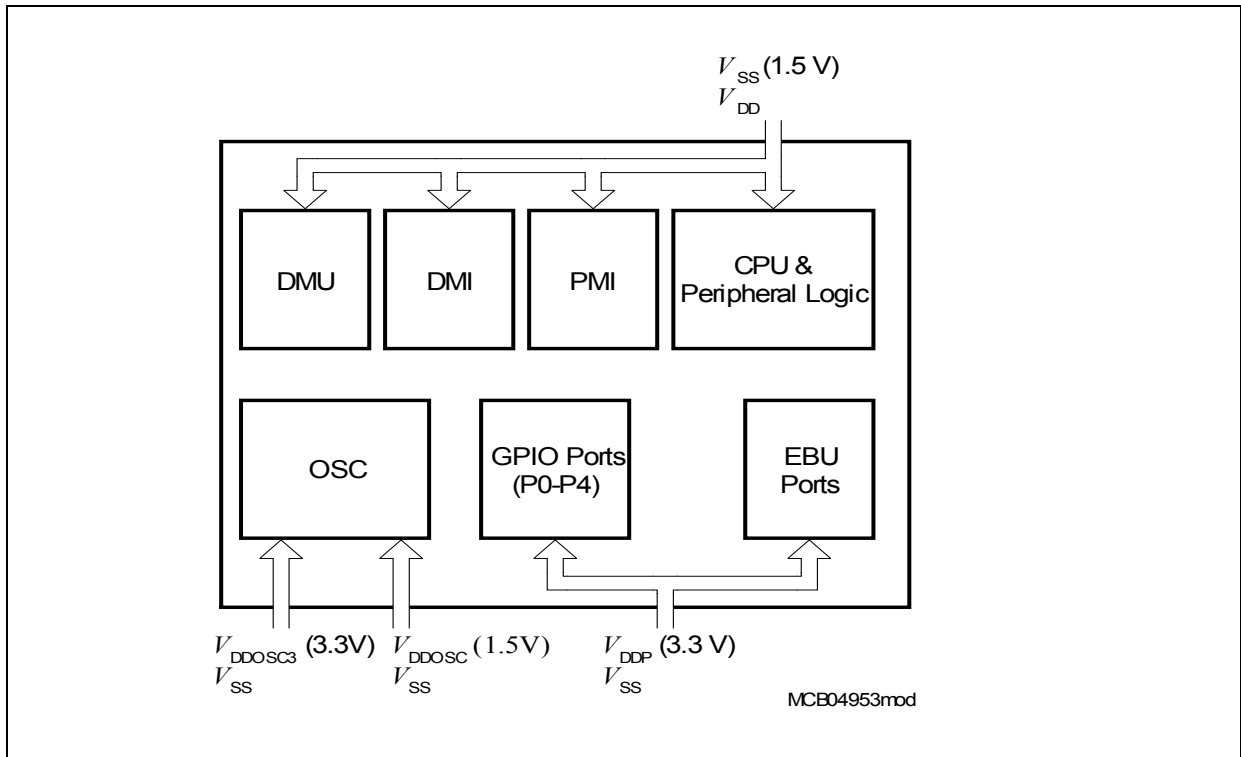 VSS (1.5 V)
VDD
DMU
DMI
PMI
CPU &
Peripheral Logic
OSC
GPIO Ports
(P0-P4)
EBU
Ports
VDDOSC3 (3.3V)
VSS
VDDOSC (1.5V)
VSS
VDDP (3.3 V)
VSS
MCB04953mod